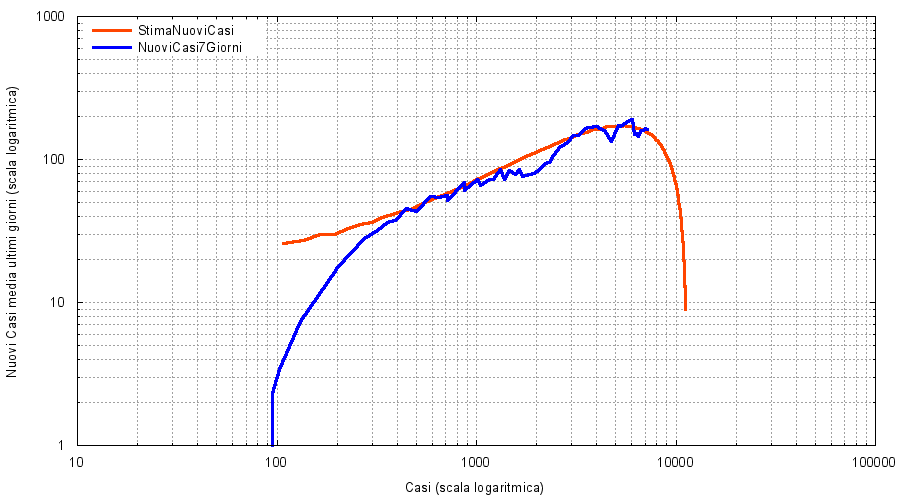 1000
StimaNuoviCasi
NuoviCasi7Giorni
100
10
1
Nuovi Casi media ultimi giorni (scala logaritmica)
10
100
1000
10000
100000
Casi (scala logaritmica)